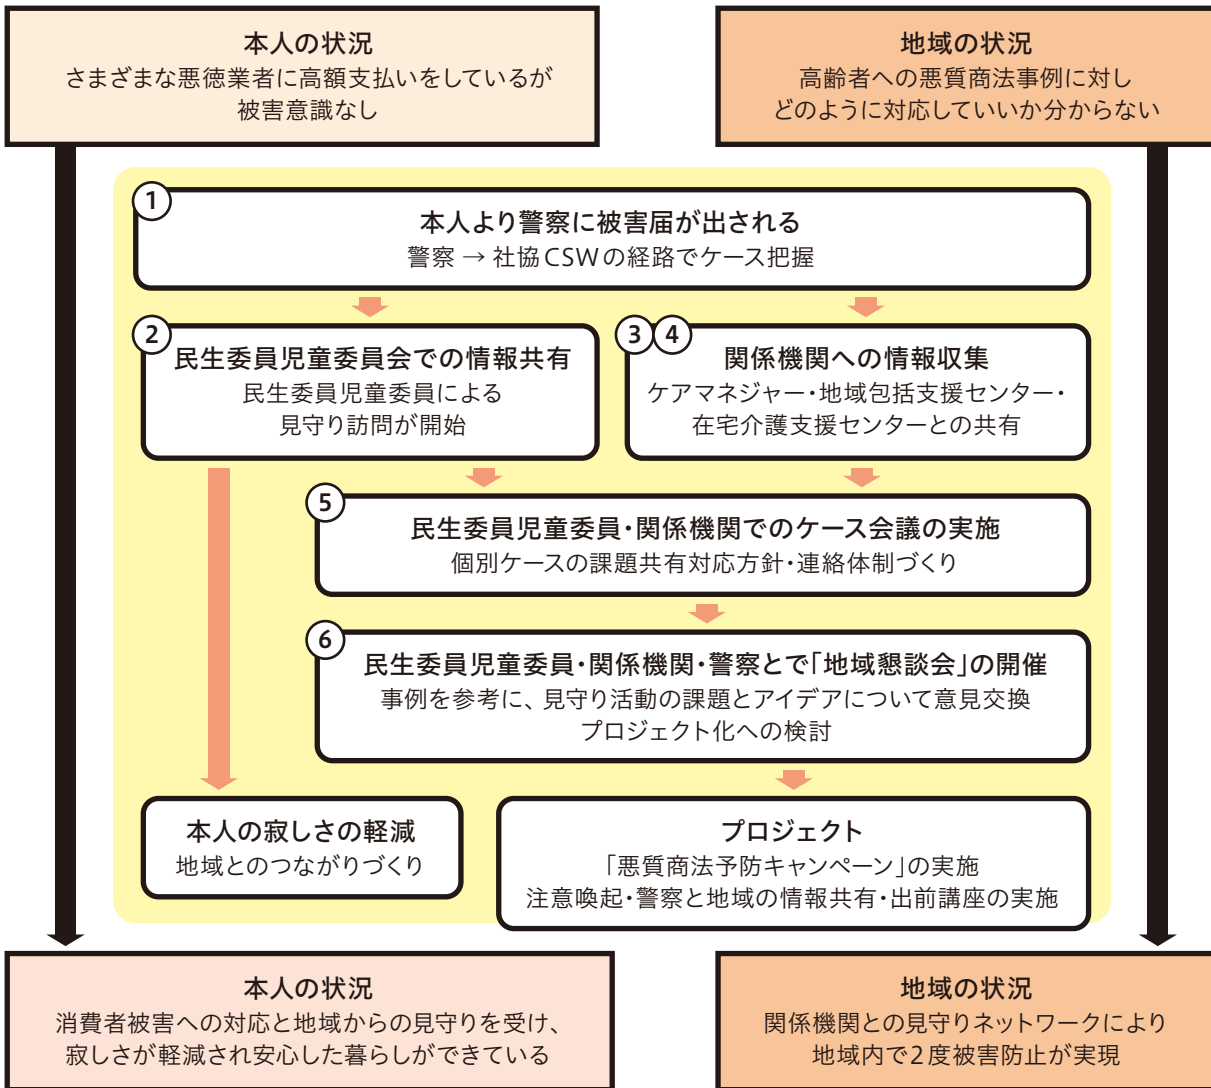 本人の状況
さまざまな悪徳業者に高額支払いをしているが
被害意識なし
地域の状況
高齢者への悪質商法事例に対し
どのように対応していいか分からない
1
本人より警察に被害届が出される
警察 → 社協CSWの経路でケース把握
2
民生委員児童委員会での情報共有
民生委員児童委員による
見守り訪問が開始
3 4
関係機関への情報収集
ケアマネジャー・地域包括支援センター・
在宅介護支援センターとの共有
5
民生委員児童委員・関係機関でのケース会議の実施
個別ケースの課題共有対応方針・連絡体制づくり
6
民生委員児童委員・関係機関・警察とで「地域懇談会」の開催
事例を参考に、見守り活動の課題とアイデアについて意見交換
プロジェクト化への検討
本人の寂しさの軽減
地域とのつながりづくり
プロジェクト
「悪質商法予防キャンペーン」の実施
注意喚起・警察と地域の情報共有・出前講座の実施
本人の状況
消費者被害への対応と地域からの見守りを受け、
寂しさが軽減され安心した暮らしができている
地域の状況
関係機関との見守りネットワークにより
地域内で2度被害防止が実現